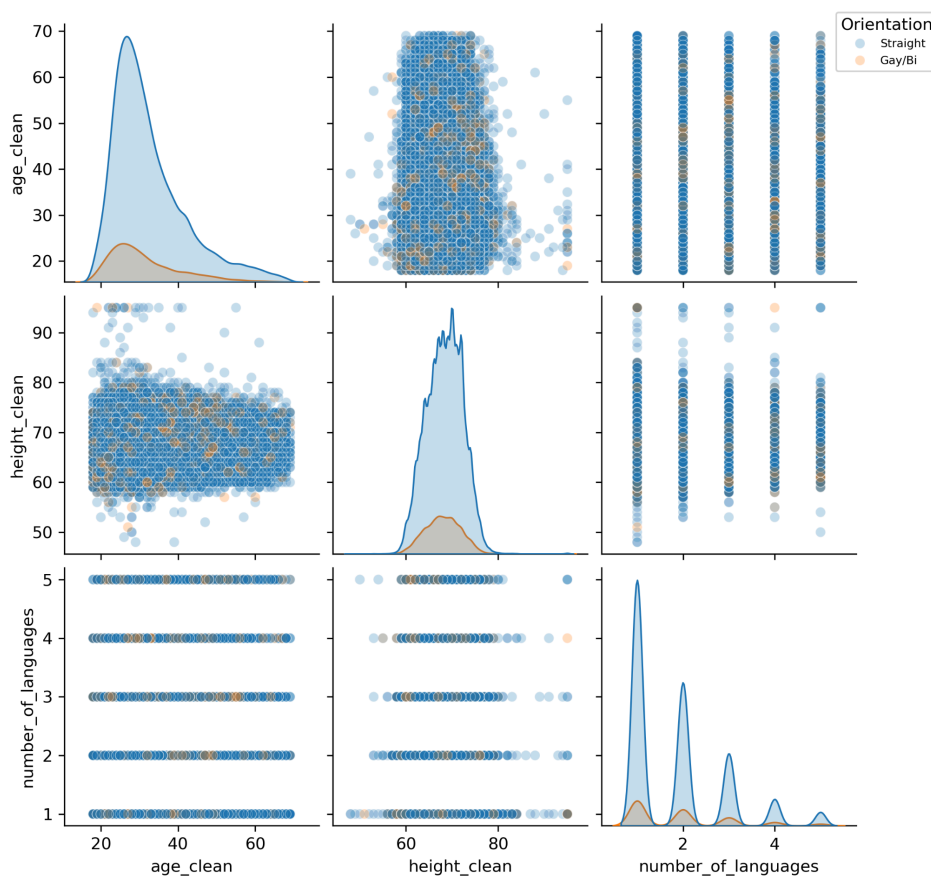 Orientation
Straight
Gay/Bi
age_clean
70
60
50
40
30
20
height_clean
90
80
70
60
50
number_of_languages
5
4
3
2
1
20 40 60
60 80
2 4
age_clean
height_clean
number_of_languages